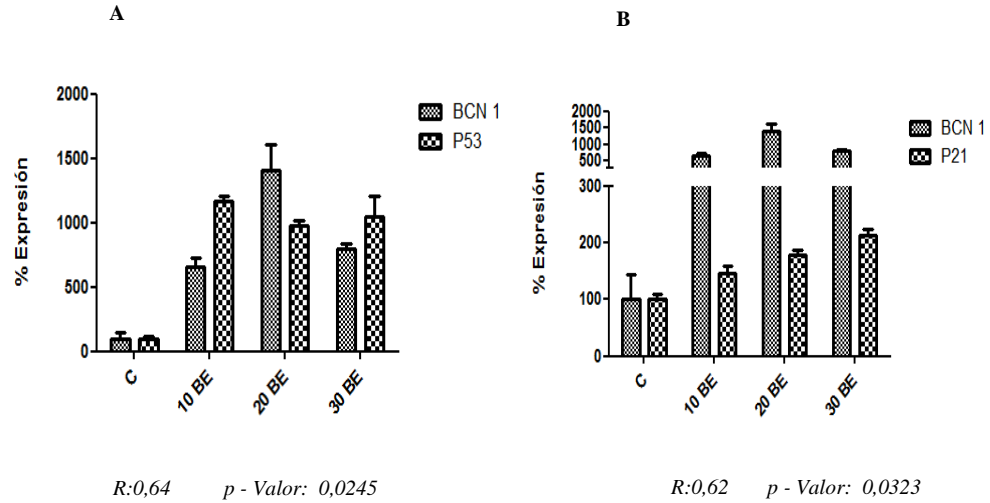 A
2000
1500
1000
500
0
% Expresión
BCN 1
P53
C
10 BE
20 BE
30 BE
R:0,64 p - Valor: 0,0245
B
2000
1500
1000
500
300
200
100
0
% Expresión
BCN 1
P21
C
10 BE
20 BE
30 BE
R:0,62 p - Valor: 0,0323